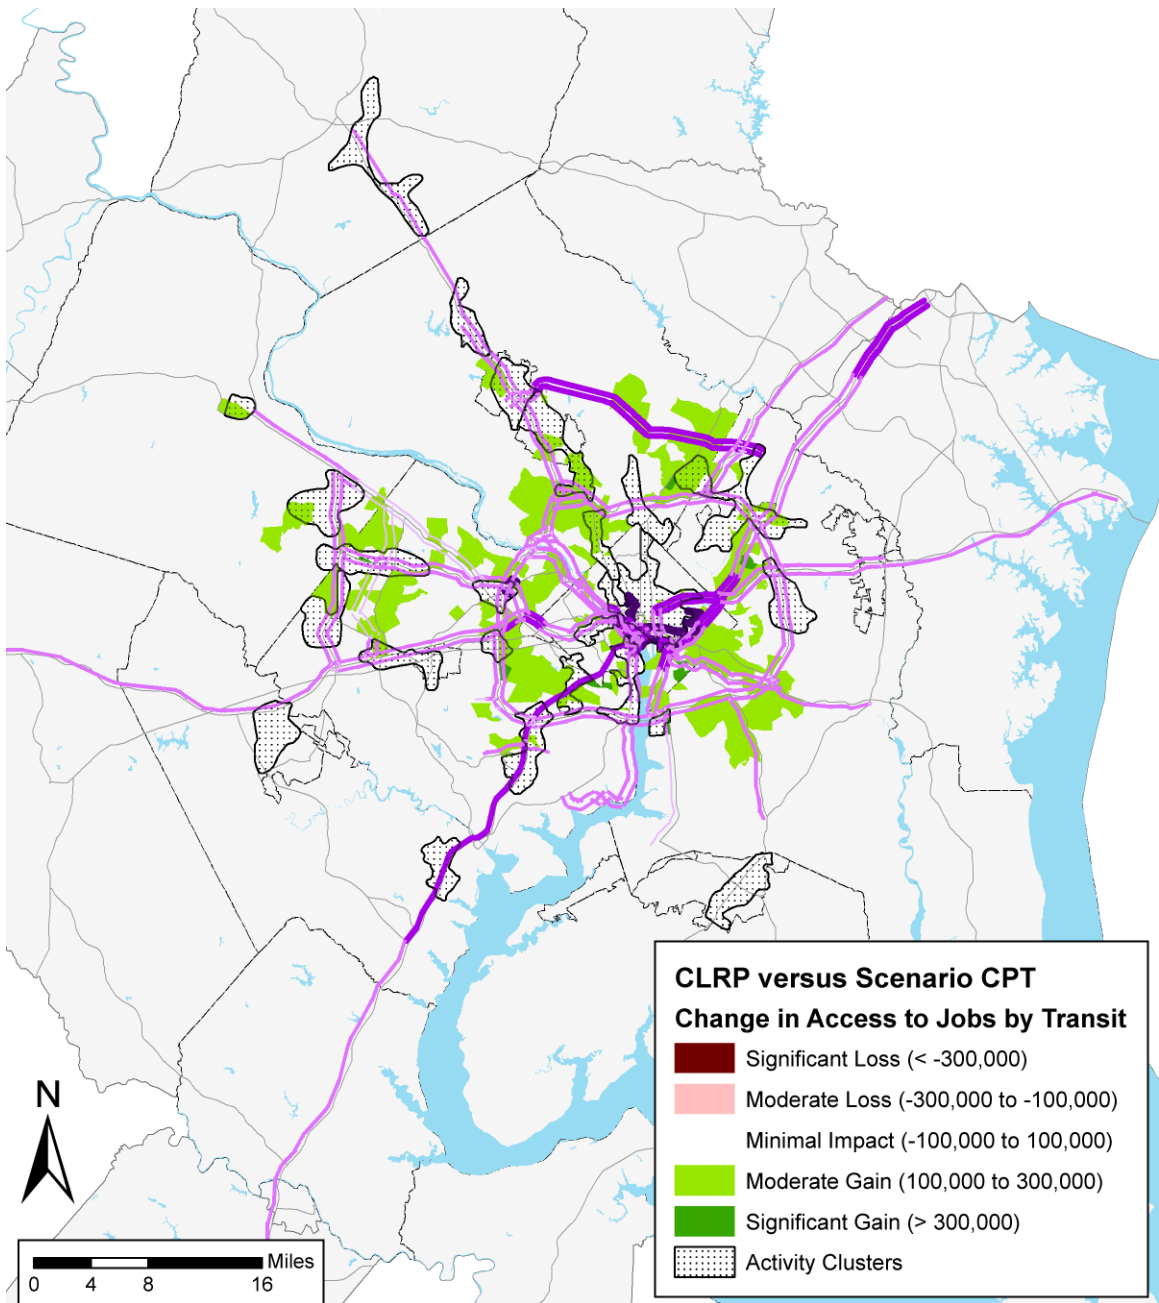 CLRP versus Scenario CPT
Change in Access to Jobs by Transit
Significant Loss (< -300,000)
Moderate Loss (-300,000 to -100,000)
Minimal Impact (-100,000 to 100,000)
Moderate Gain (100,000 to 300,000)
Significant Gain (> 300,000)
Activity Clusters
N
Miles
0 4 8 16